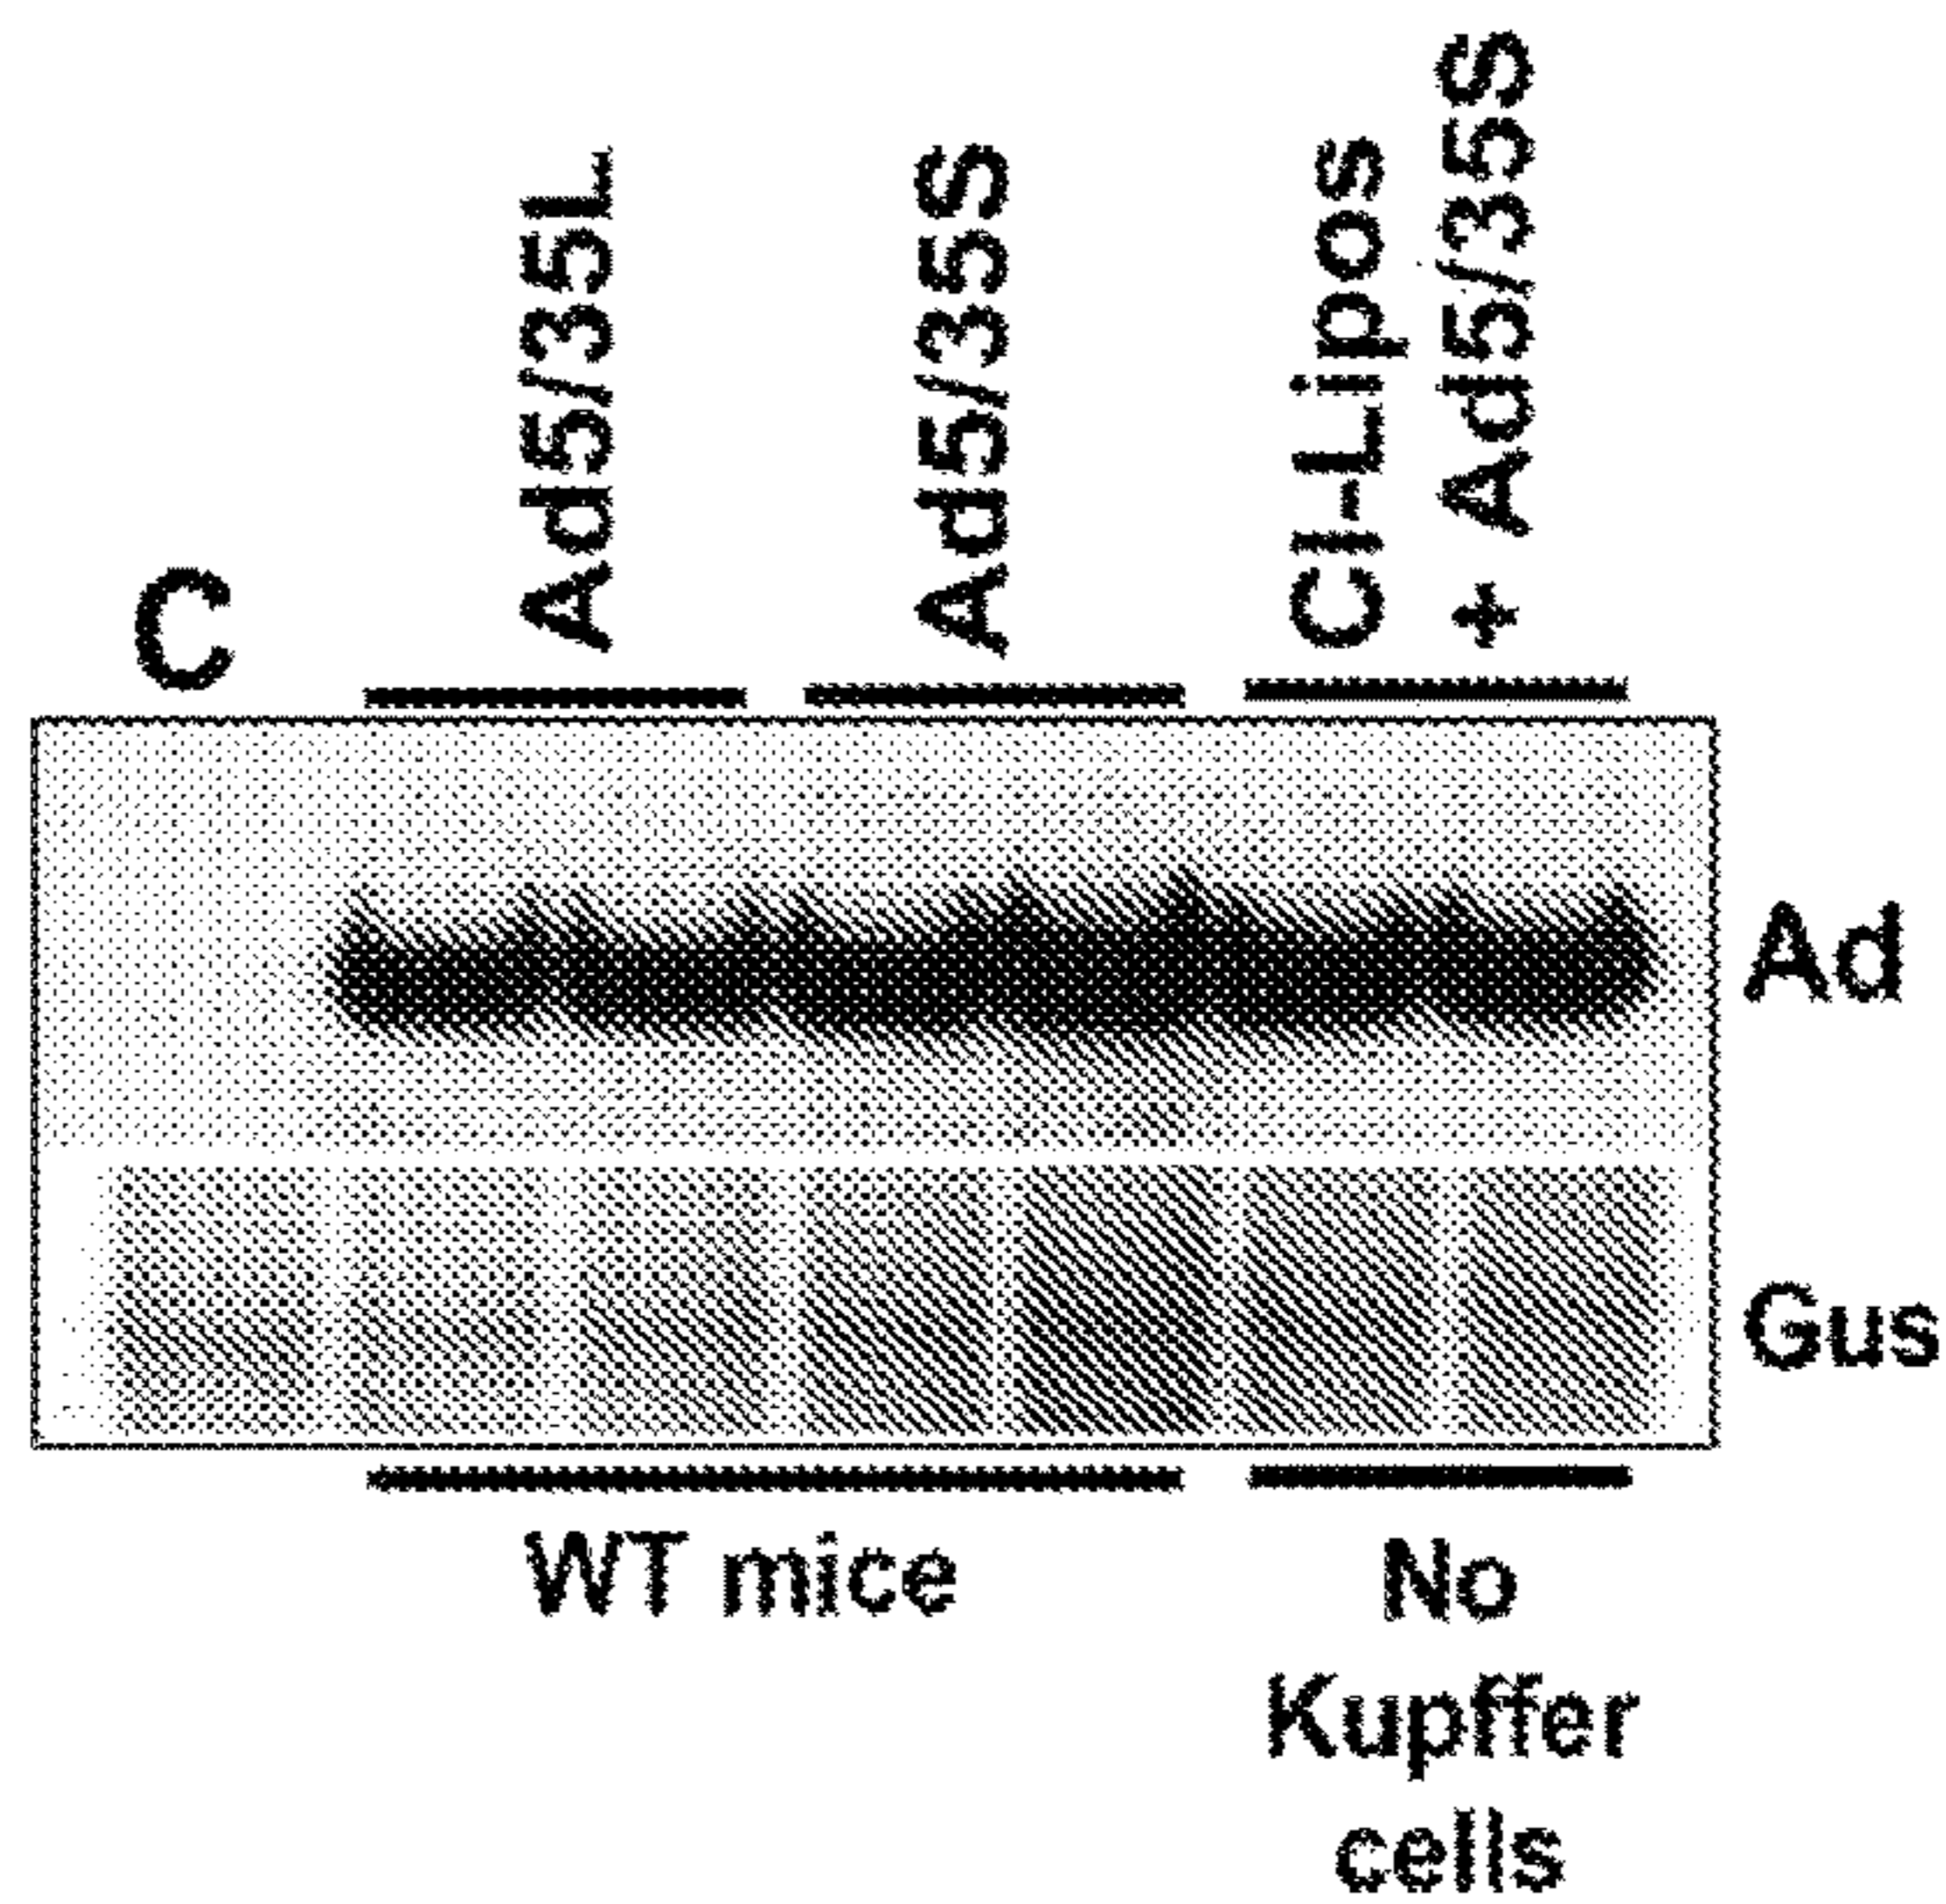 C
Ad5/35L
Ad5/35S
Cl-Lipos
+ Ad5/35S
Ad
Gus
WT mice
No
Kupffer
cells